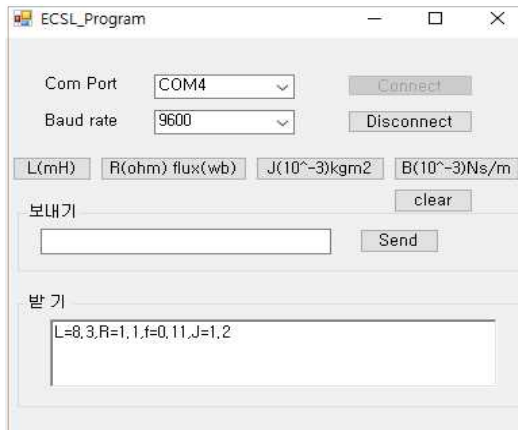 ECSL_Program
Com Port COM4 Connect
Baud rate 9600 Disconnect
L(mH) R(ohm) flux(wb) J(10^-3)kgm2 B(10^-3)Ns/m
clear
보내기
Send
받 기
L=8,3,R=1,1,f=0,11,J=1,2